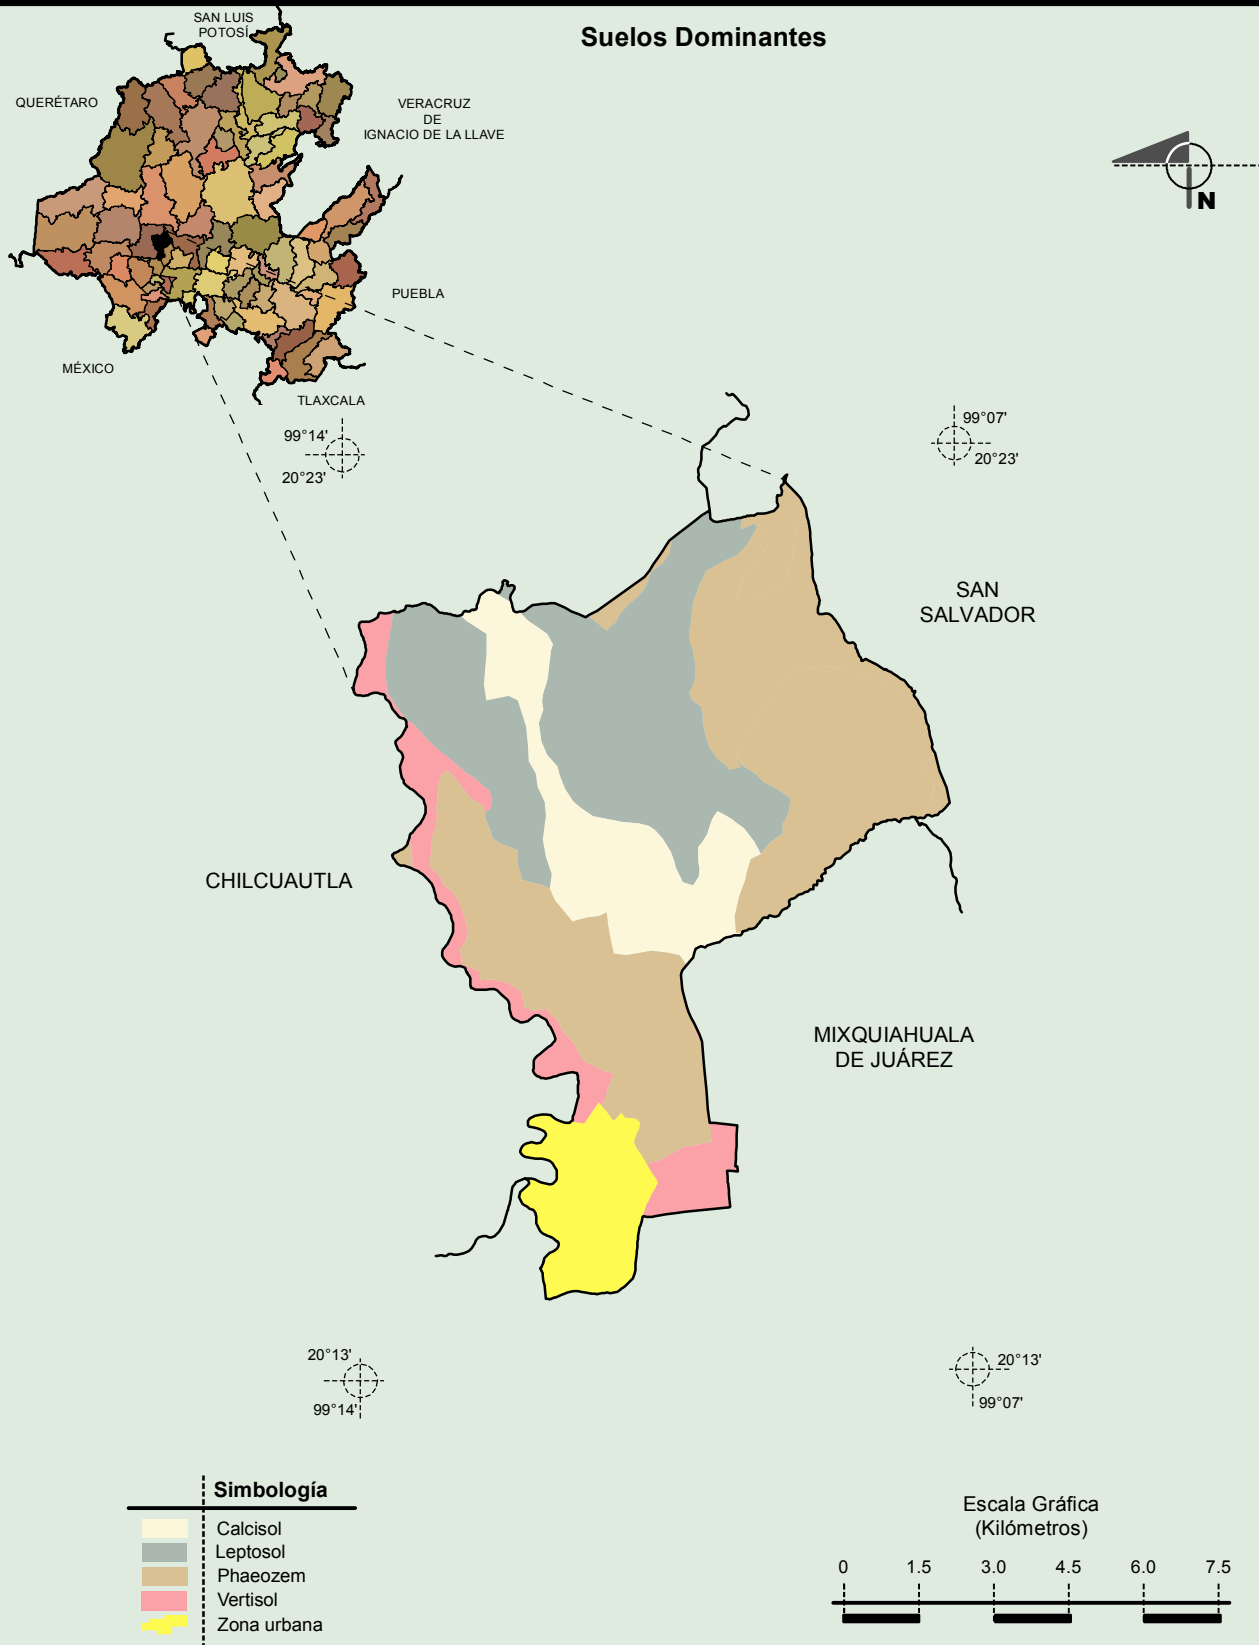 Suelos Dominantes
SAN LUIS
POTOSÍ
QUERÉTARO
VERACRUZ
DE
IGNACIO DE LA LLAVE
N
PUEBLA
MÉXICO
TLAXCALA
99°14'
20°23'
99°07'
20°23'
SAN
SALVADOR
CHILCUAUTLA
MIXQUIAHUALA
DE JUÁREZ
20°13'
99°14'
20°13'
99°07'
Simbología
Calcisol
Leptosol
Phaeozem
Vertisol
Zona urbana
Escala Gráfica
(Kilómetros)
0 1.5 3.0 4.5 6.0 7.5